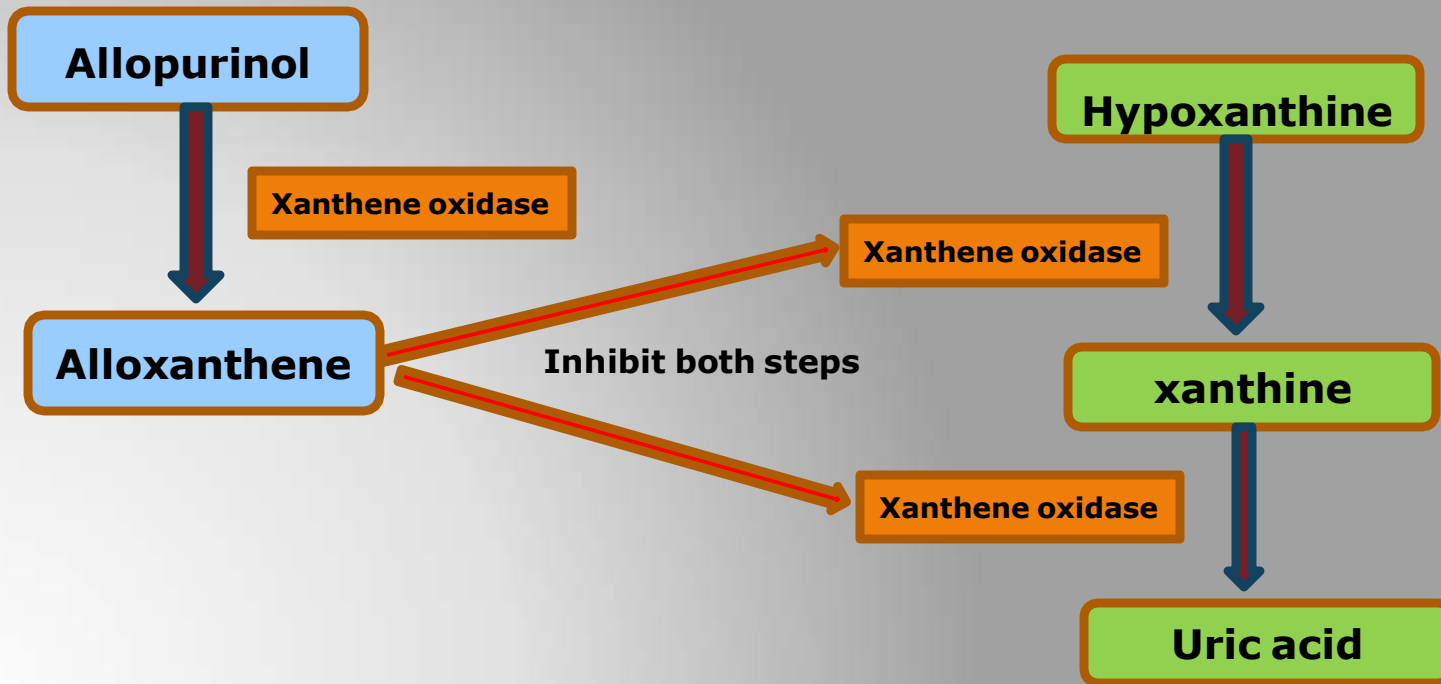 Allopurinol
Hypoxanthine
Xanthene oxidase
Xanthene oxidase
Alloxanthene
Inhibit both steps
xanthine
Xanthene oxidase
Uric acid